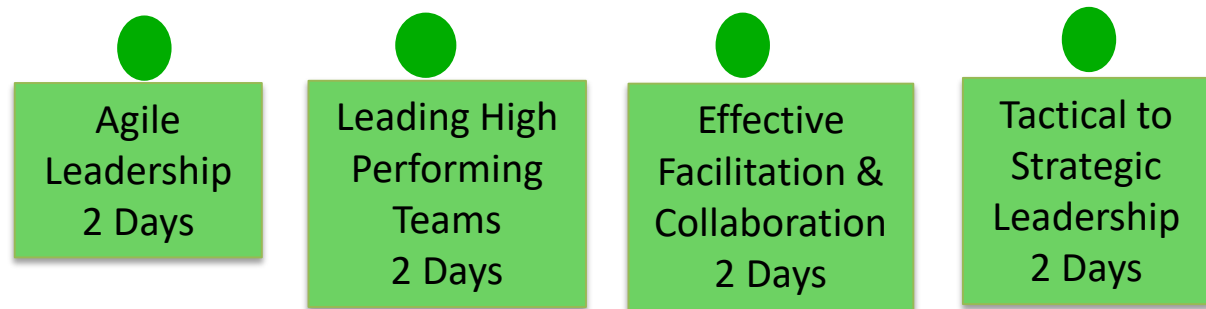 Agile
Leadership
2 Days
Leading High
Performing
Teams
2 Days
Effective
Facilitation &
Collaboration
2 Days
Tactical to
Strategic
Leadership
2 Days